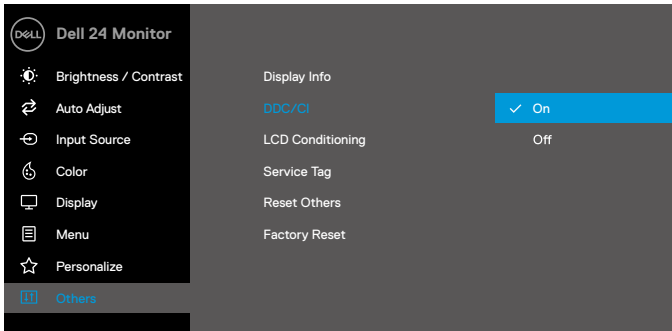 DELL Dell 24 Monitor
Brightness / Contrast Display Info
Auto Adjust DDC/CI On
Input Source LCD Conditioning Off
Color Service Tag
Display Reset Others
Menu Factory Reset
Personalize
Others